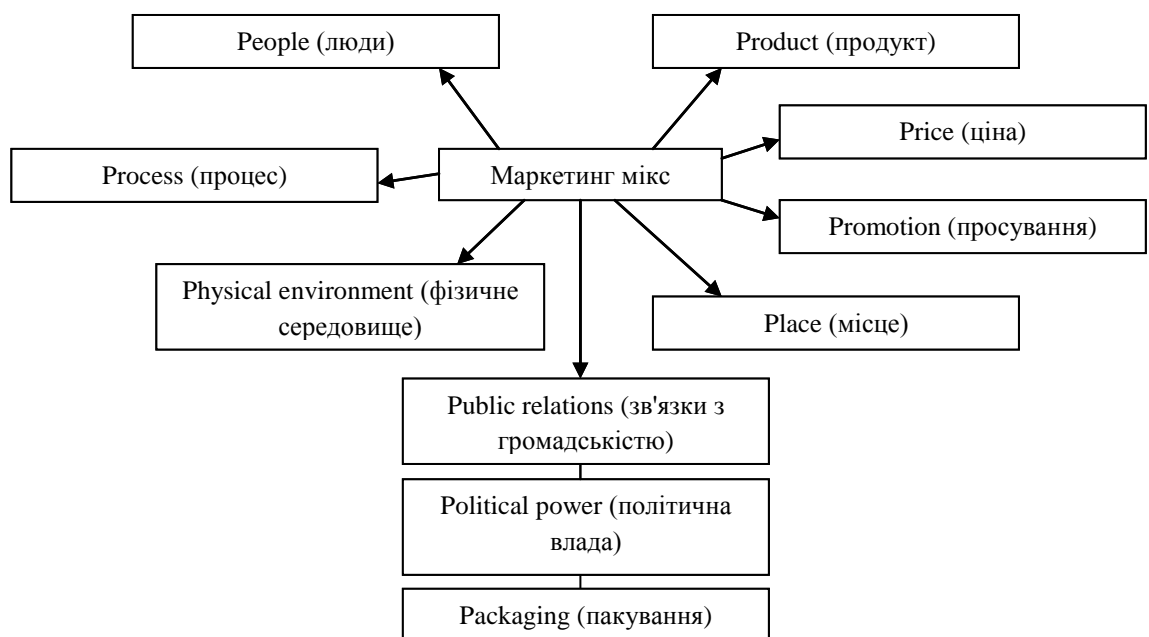 People (люди)
Product (продукт)
Price (ціна)
Process (процес)
Маркетинг мікс
Promotion (просування)
Physical environment (фізичне
середовище)
Place (місце)
Public relations (зв'язки з
громадськістю)
Political power (політична
влада)
Packaging (пакування)